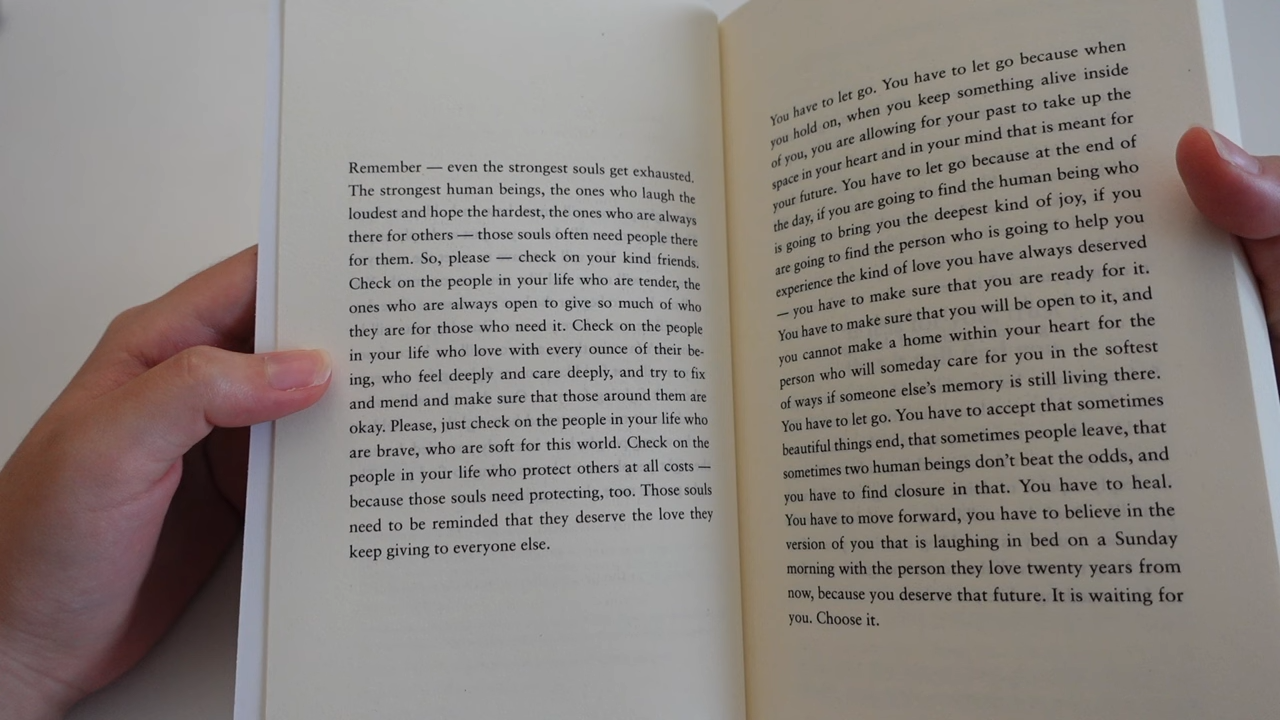 Remember — even the strongest souls get exhausted.
The strongest human beings, the ones who laugh the
loudest and hope the hardest, the ones who are always
there for others — those souls often need people there
for them. So, please — check on your kind friends.
Check on the people in your life who are tender, the
ones who are always open to give so much of who
they are for those who need it. Check on the people
in your life who love with every ounce of their be-
ing, who feel deeply and care deeply, and try to fix
and mend and make sure that those around them are
okay. Please, just check on the people in your life who
are brave, who are soft for this world. Check on the
people in your life who protect others at all costs —
because those souls need protecting, too. Those souls
need to be reminded that they deserve the love they
keep giving to everyone else.
You have to let go. You have to let go because when
you hold on, when you keep something alive inside
of you, you are allowing for your past to take up the
space in your heart and in your mind that is meant for
your future. You have to let go because at the end of
the day, if you are going to find the human being who
is going to bring you the deepest kind of joy, if you
are going to find the person who is going to help you
experience the kind of love you have always deserved
— you have to make sure that you are ready for it.
You have to make sure that you will be open to it, and
you cannot make a home within your heart for the
person who will someday care for you in the softest
of ways if someone else's memory is still living there.
You have to let go. You have to accept that sometimes
beautiful things end, that sometimes people leave, that
sometimes two human beings don't beat the odds, and
you have to find closure in that. You have to heal.
You have to move forward, you have to believe in the
version of you that is laughing in bed on a Sunday
morning with the person they love twenty years from
now, because you deserve that future. It is waiting for
you. Choose it.